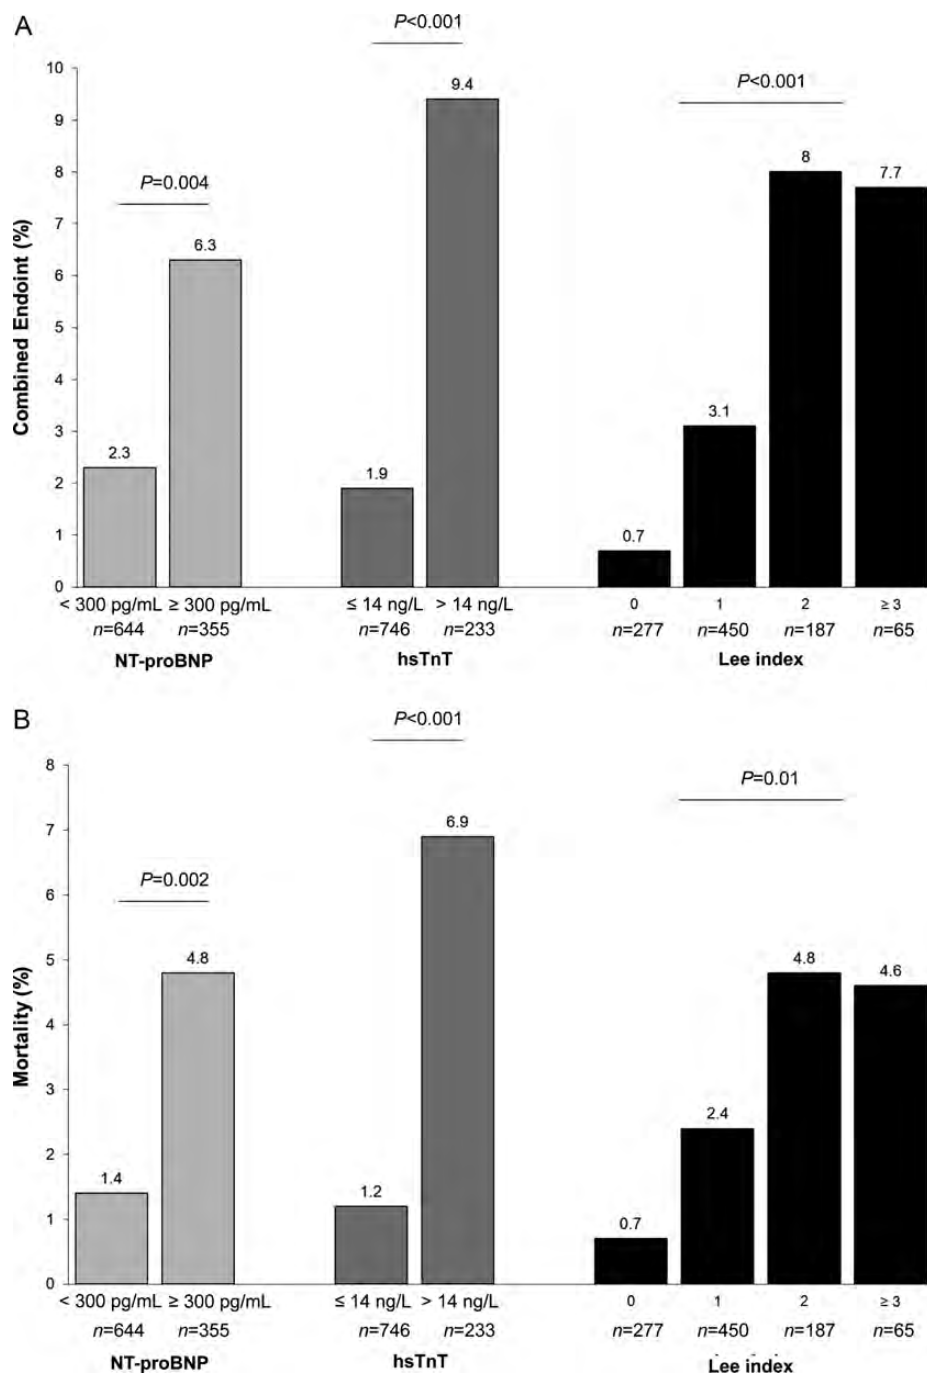 A
P<0.001
P<0.001
P=0.004
Combined Endoint (%)
10
9
8
7
6
5
4
3
2
1
0
2.3
6.3
1.9
9.4
0.7
3.1
8
7.7
< 300 pg/mL ≥ 300 pg/mL
≤ 14 ng/L > 14 ng/L
0 1 2 ≥ 3
n=644 n=355
n=746 n=233
n=277 n=450 n=187 n=65
NT-proBNP
hsTnT
Lee index
B
P<0.001
P=0.01
P=0.002
Mortality (%)
8
7
6
5
4
3
2
1
0
1.4
4.8
1.2
6.9
0.7
2.4
4.8
4.6
< 300 pg/mL ≥ 300 pg/mL
≤ 14 ng/L > 14 ng/L
0 1 2 ≥ 3
n=644 n=355
n=746 n=233
n=277 n=450 n=187 n=65
NT-proBNP
hsTnT
Lee index